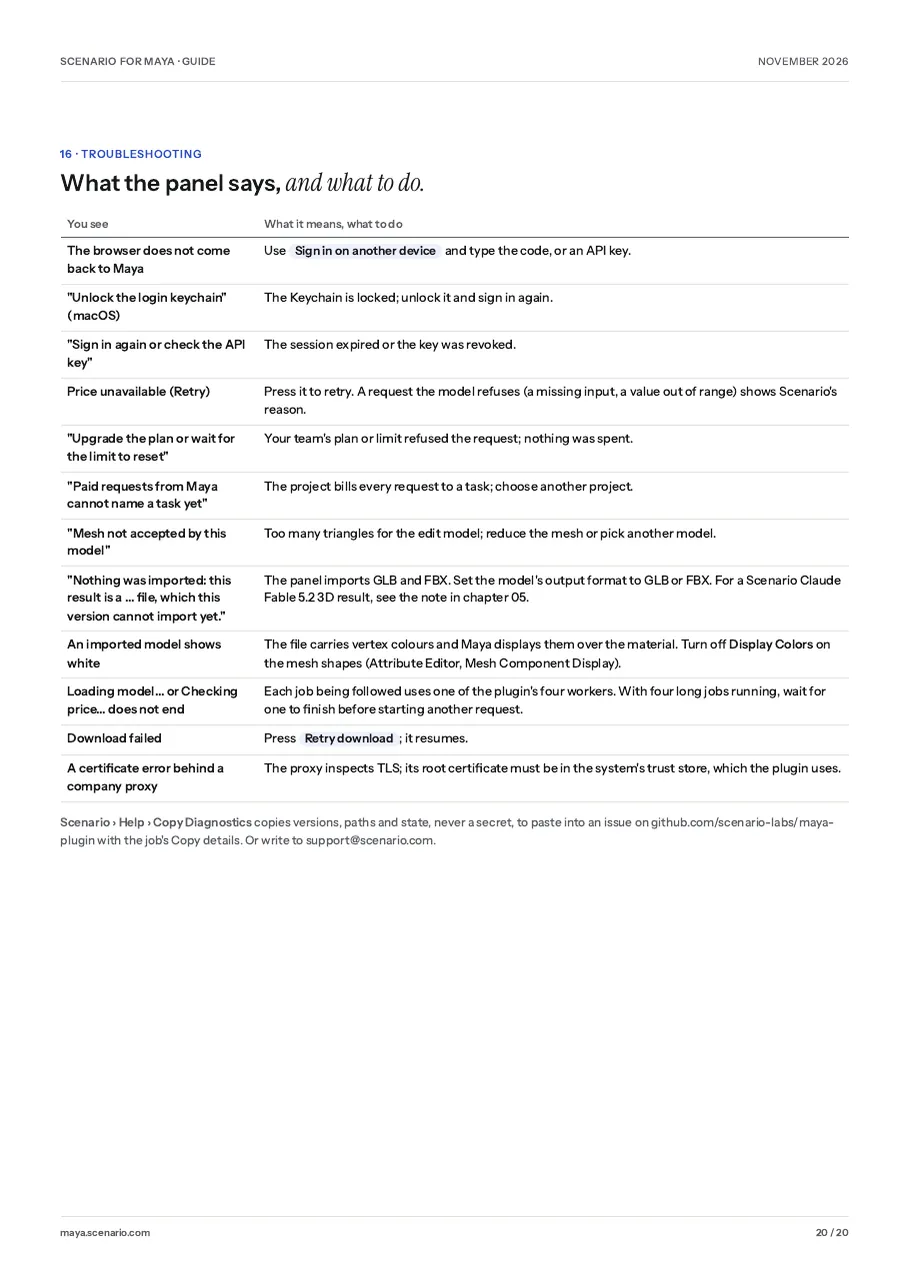 SCENARIO FOR MAYA · GUIDE
NOVEMBER 2026
16 · TROUBLESHOOTING
What the panel says, and what to do.
You see
What it means, what to do
The browser does not come
back to Maya
Use Sign in on another device and type the code, or an API key.
"Unlock the login keychain"
(macOS)
The Keychain is locked; unlock it and sign in again.
"Sign in again or check the API
key"
The session expired or the key was revoked.
Price unavailable (Retry)
Press it to retry. A request the model refuses (a missing input, a value out of range) shows Scenario's
reason.
"Upgrade the plan or wait for
the limit to reset"
Your team's plan or limit refused the request; nothing was spent.
"Paid requests from Maya
cannot name a task yet"
The project bills every request to a task; choose another project.
"Mesh not accepted by this
model"
Too many triangles for the edit model; reduce the mesh or pick another model.
"Nothing was imported: this
result is a ... file, which this
version cannot import yet."
The panel imports GLB and FBX. Set the model's output format to GLB or FBX. For a Scenario Claude
Fable 5.2 3D result, see the note in chapter 05.
An imported model shows
white
The file carries vertex colours and Maya displays them over the material. Turn off Display Colors on
the mesh shapes (Attribute Editor, Mesh Component Display).
Loading model... or Checking
price... does not end
Each job being followed uses one of the plugin's four workers. With four long jobs running, wait for
one to finish before starting another request.
Download failed
Press Retry download ; it resumes.
A certificate error behind a
company proxy
The proxy inspects TLS; its root certificate must be in the system's trust store, which the plugin uses.
Scenario › Help › Copy Diagnostics copies versions, paths and state, never a secret, to paste into an issue on github.com/scenario-labs/maya-
plugin with the job's Copy details. Or write to support@scenario.com.
maya.scenario.com
20 / 20